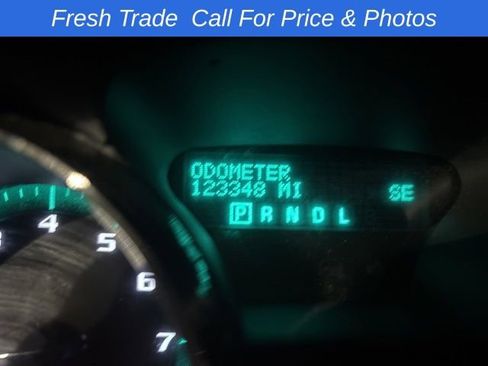 Fresh Trade  Call For Price & Photos
ODOMETER
123348 MI SE
P R N D L
4
5
6
7